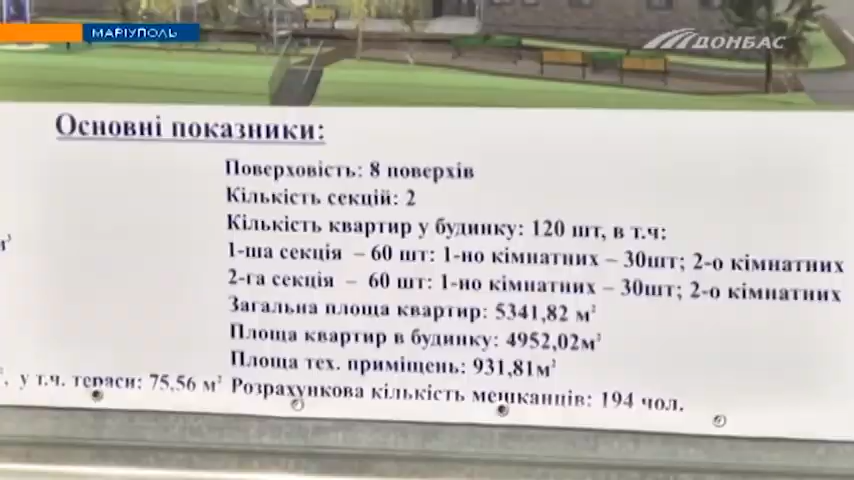 МАРІУПОЛЬ
ДОНБАС
Основні показники:
Поверховість: 8 поверхів
Кількість секцій: 2
Кількість квартир у будинку: 120 шт, в т.ч:
1-ша секція – 60 шт: 1-но кімнатних – 30шт; 2-о кімнатних
2-га секція – 60 шт: 1-но кімнатних – 30шт; 2-о кімнатних
Загальна площа квартир: 5341,82 м²
Площа квартир в будинку: 4952,02м²
Площа тех. приміщень: 931,81м²
, у т.ч. тераси: 75,56 м² Розрахункова кількість мешканців: 194 чол.